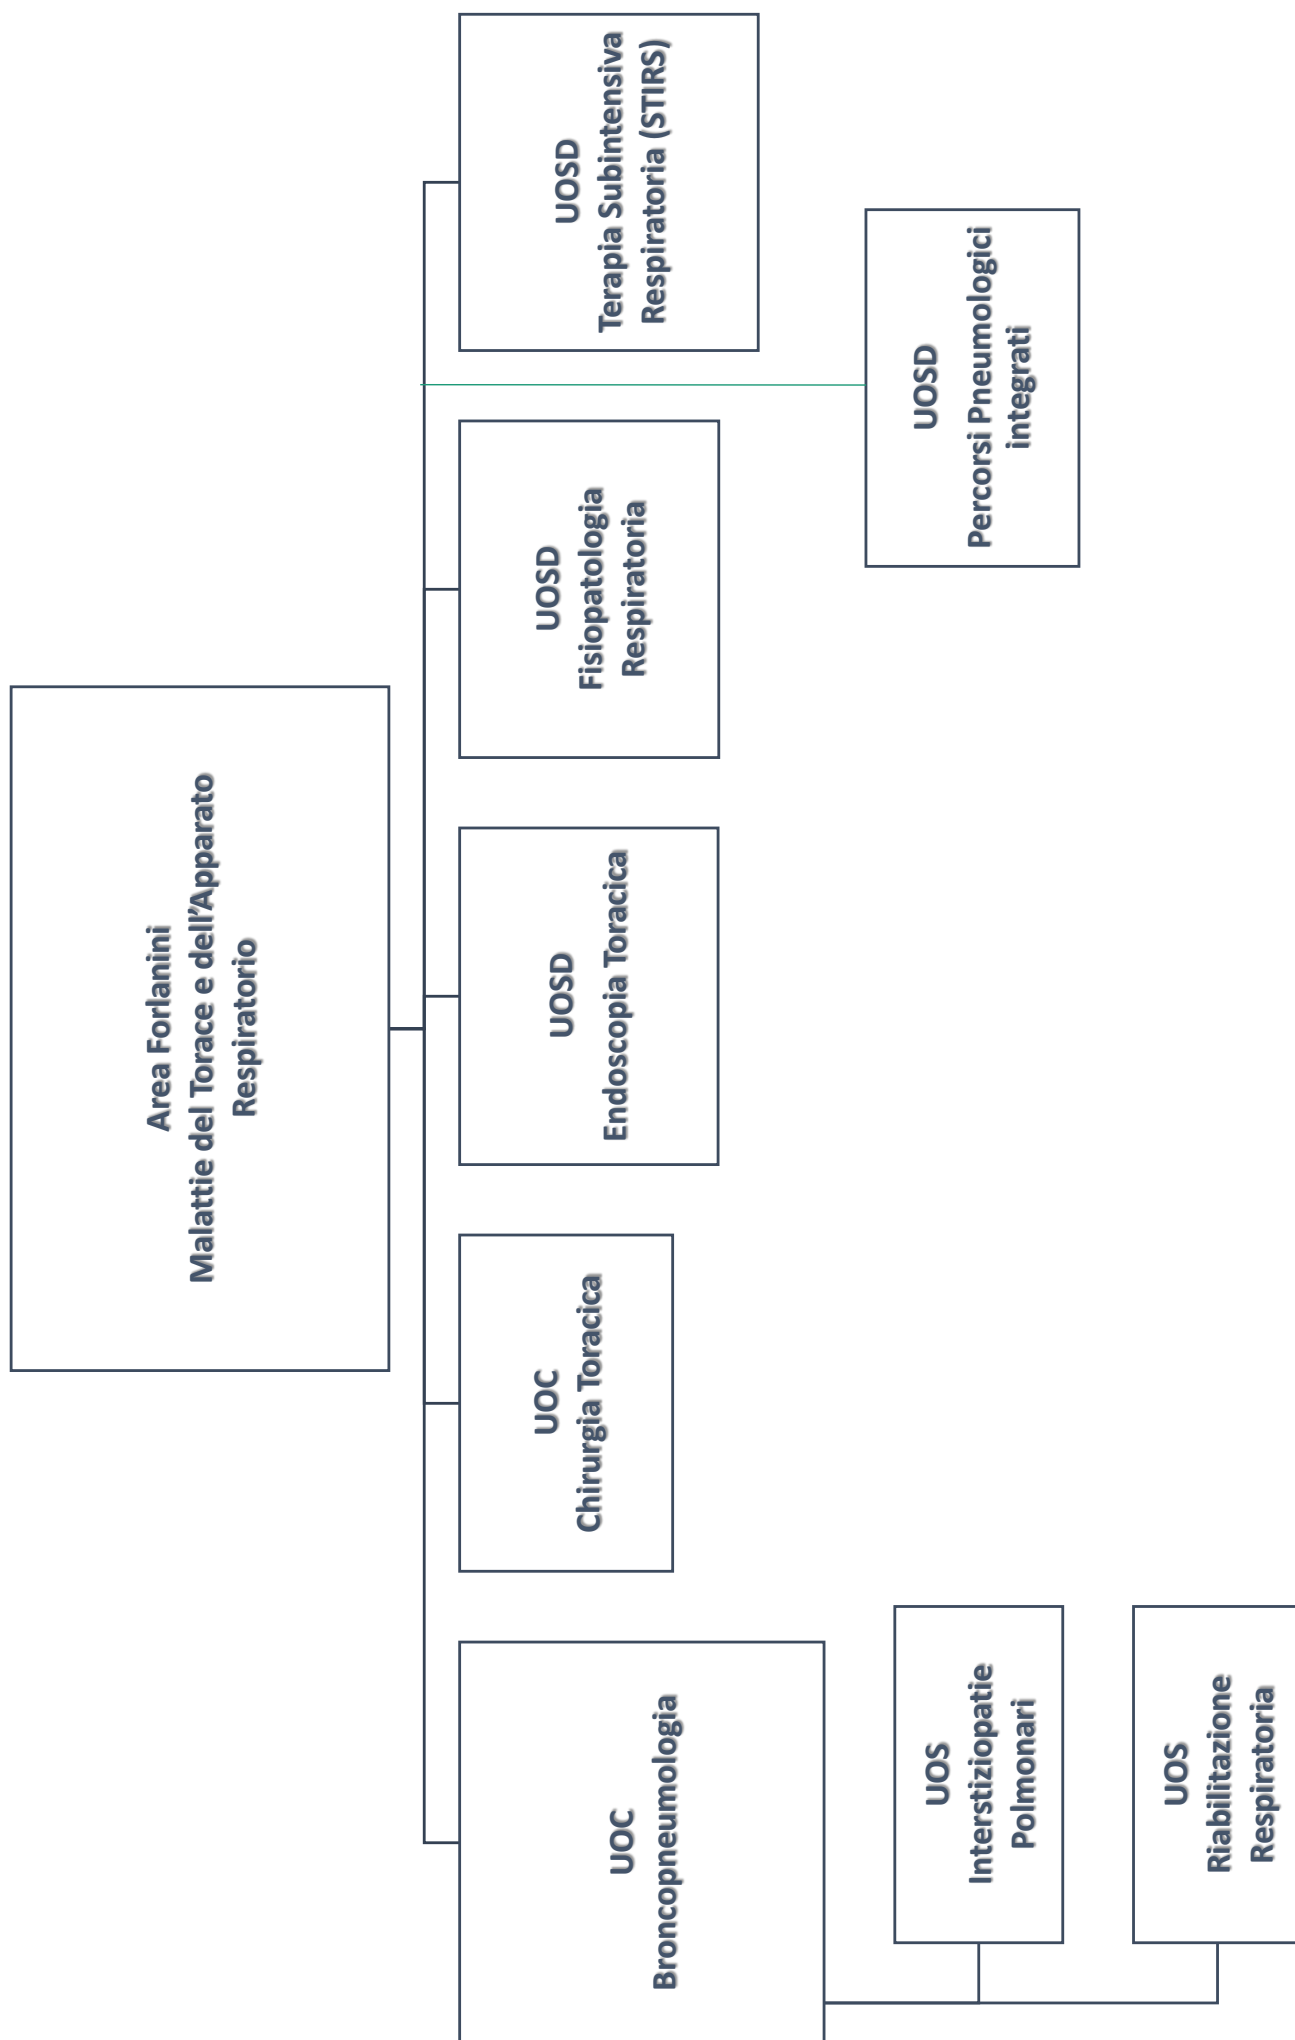 Area Forlanini
Malattie del Torace e dell'Apparato
Respiratorio
UOC
Broncopneumologia
UOC
Chirurgia Toracica
UOSD
Endoscopia Toracica
UOSD
Fisiopatologia
Respiratoria
UOSD
Terapia Subintensiva
Respiratoria (STIRS)
UOS
Interstiziopatie
Polmonari
UOSD
Percorsi Pneumologici
integrati
UOS
Riabilitazione
Respiratoria